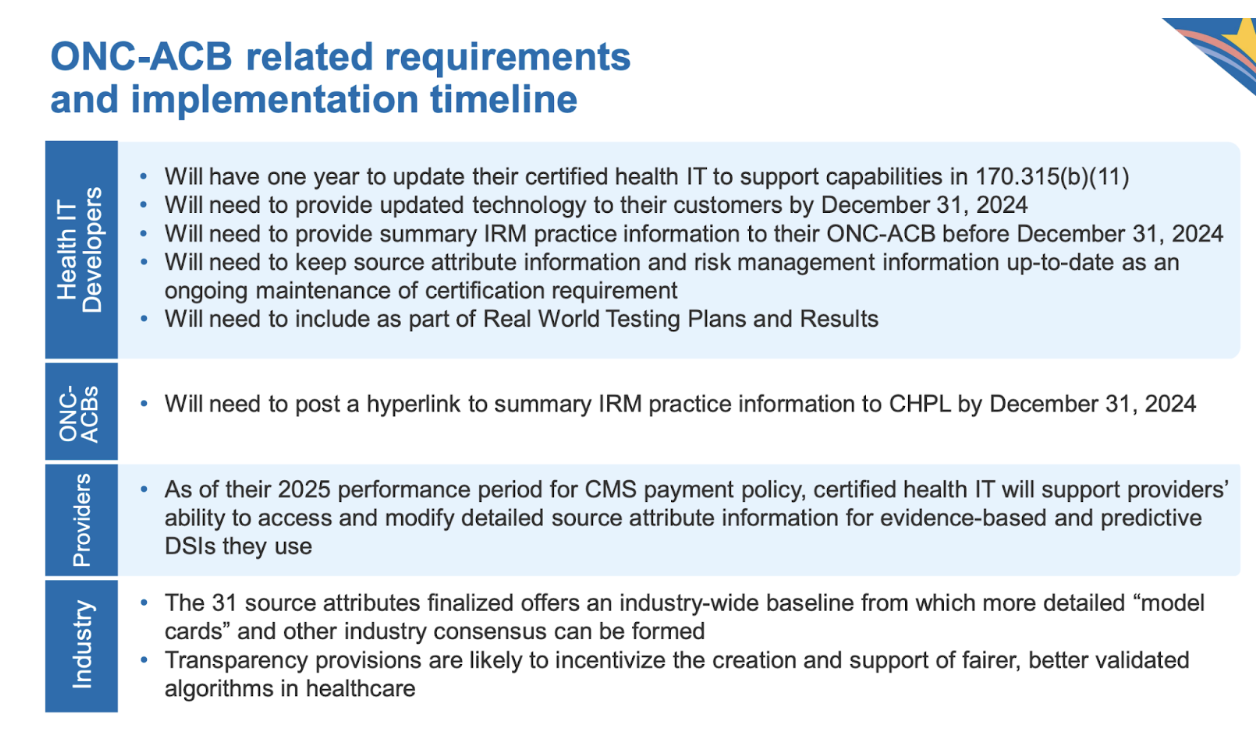 ONC-ACB related requirements
and implementation timeline
Health IT
Developers
• Will have one year to update their certified health IT to support capabilities in 170.315(b)(11)
• Will need to provide updated technology to their customers by December 31, 2024
• Will need to provide summary IRM practice information to their ONC-ACB before December 31, 2024
• Will need to keep source attribute information and risk management information up-to-date as an
ongoing maintenance of certification requirement
• Will need to include as part of Real World Testing Plans and Results
ONC-
ACBs
• Will need to post a hyperlink to summary IRM practice information to CHPL by December 31, 2024
Providers
• As of their 2025 performance period for CMS payment policy, certified health IT will support providers’
ability to access and modify detailed source attribute information for evidence-based and predictive
DSIs they use
Industry
• The 31 source attributes finalized offers an industry-wide baseline from which more detailed “model
cards” and other industry consensus can be formed
• Transparency provisions are likely to incentivize the creation and support of fairer, better validated
algorithms in healthcare